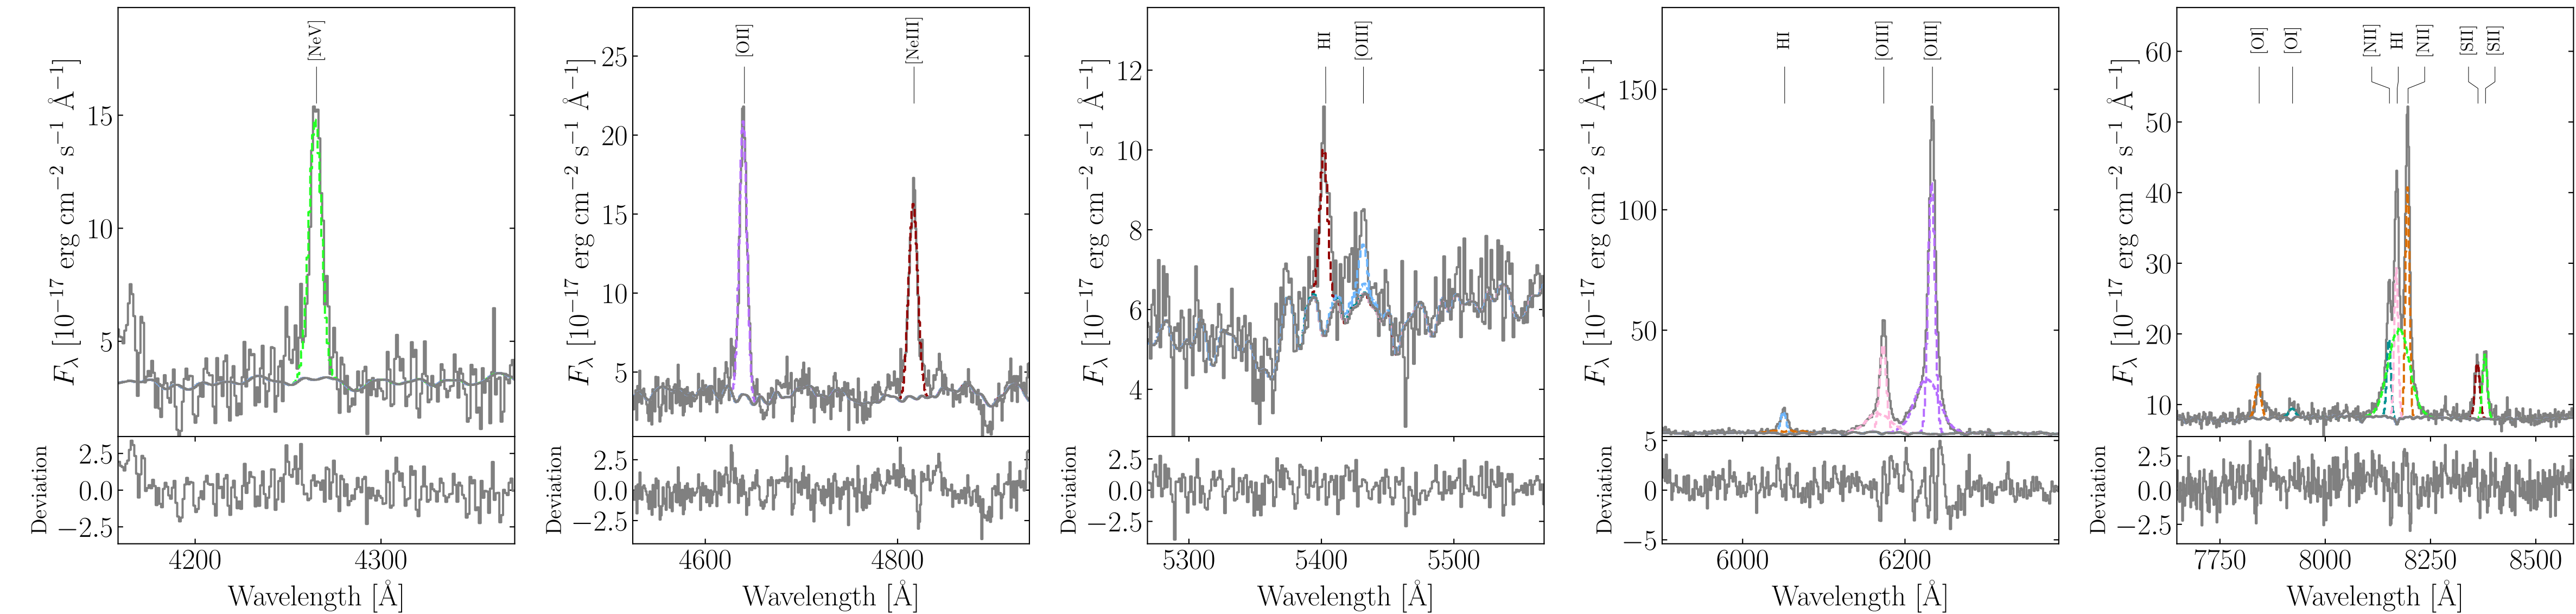 [NeV]
15
10
5
F_λ [10^−17 erg cm^−2 s^−1 Å^−1]
2.5
0.0
−2.5
Deviation
4200 4300
Wavelength [Å]
[OII] [NeIII]
25
20
15
10
5
F_λ [10^−17 erg cm^−2 s^−1 Å^−1]
2.5
0.0
−2.5
Deviation
4600 4800
Wavelength [Å]
HI [OIII]
12
10
8
6
4
F_λ [10^−17 erg cm^−2 s^−1 Å^−1]
2.5
0.0
−2.5
Deviation
5300 5400 5500
Wavelength [Å]
HI [OIII] [OIII]
150
100
50
F_λ [10^−17 erg cm^−2 s^−1 Å^−1]
5
0
−5
Deviation
6000 6200
Wavelength [Å]
[OI] [OI] [NII] HI [NII] [SII] [SII]
60
50
40
30
20
10
F_λ [10^−17 erg cm^−2 s^−1 Å^−1]
2.5
0.0
−2.5
Deviation
7750 8000 8250 8500
Wavelength [Å]